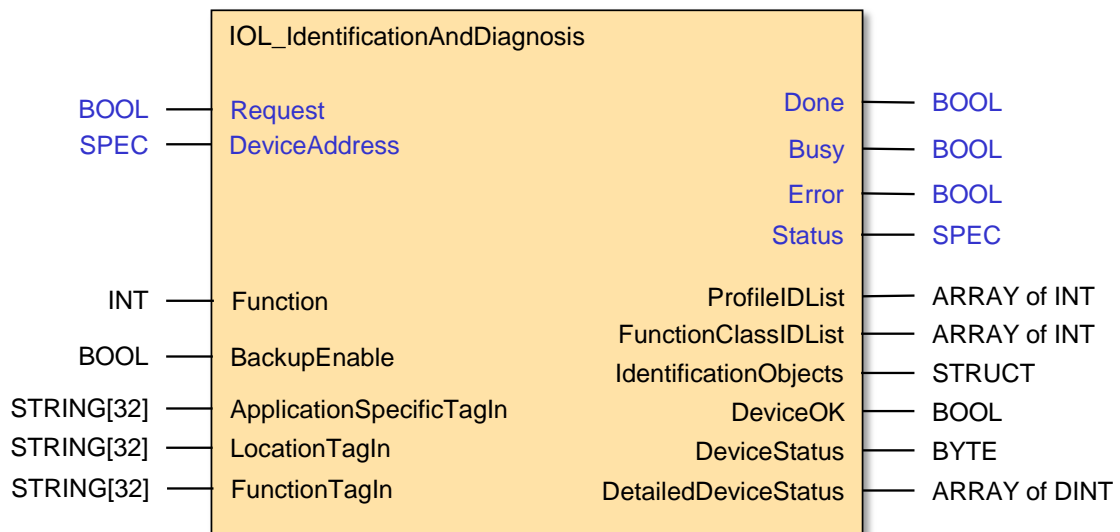 IOL_IdentificationAndDiagnosis
BOOL Request Done BOOL
SPEC DeviceAddress Busy BOOL
Error BOOL
Status SPEC
INT Function ProfileIDList ARRAY of INT
FunctionClassIDList ARRAY of INT
BOOL BackupEnable IdentificationObjects STRUCT
STRING[32] ApplicationSpecificTagIn DeviceOK BOOL
STRING[32] LocationTagIn DeviceStatus BYTE
STRING[32] FunctionTagIn DetailedDeviceStatus ARRAY of DINT